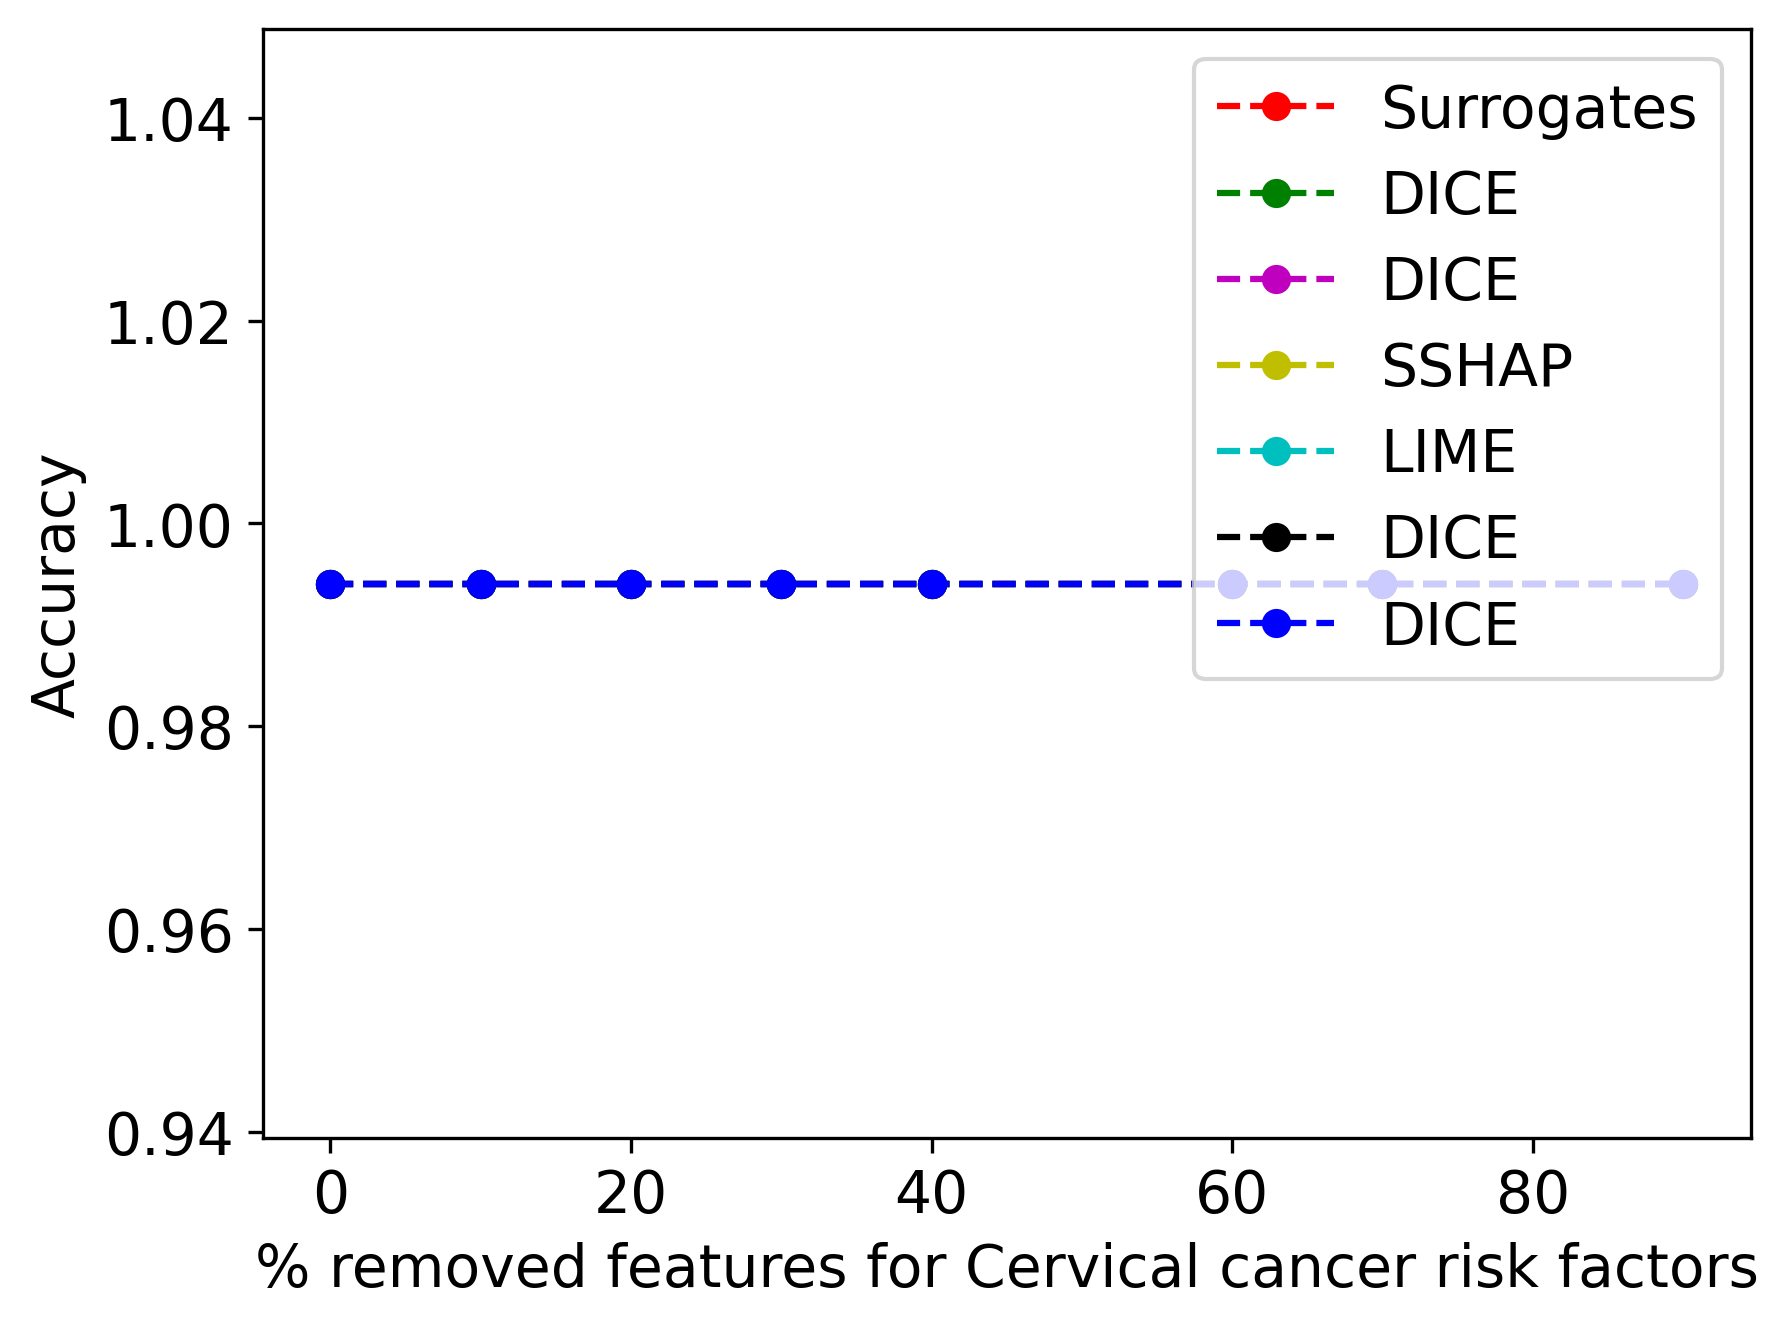 1.04
1.02
1.00
0.98
0.96
0.94
Accuracy
Surrogates
DICE
DICE
SSHAP
LIME
DICE
DICE
0 20 40 60 80
% removed features for Cervical cancer risk factors